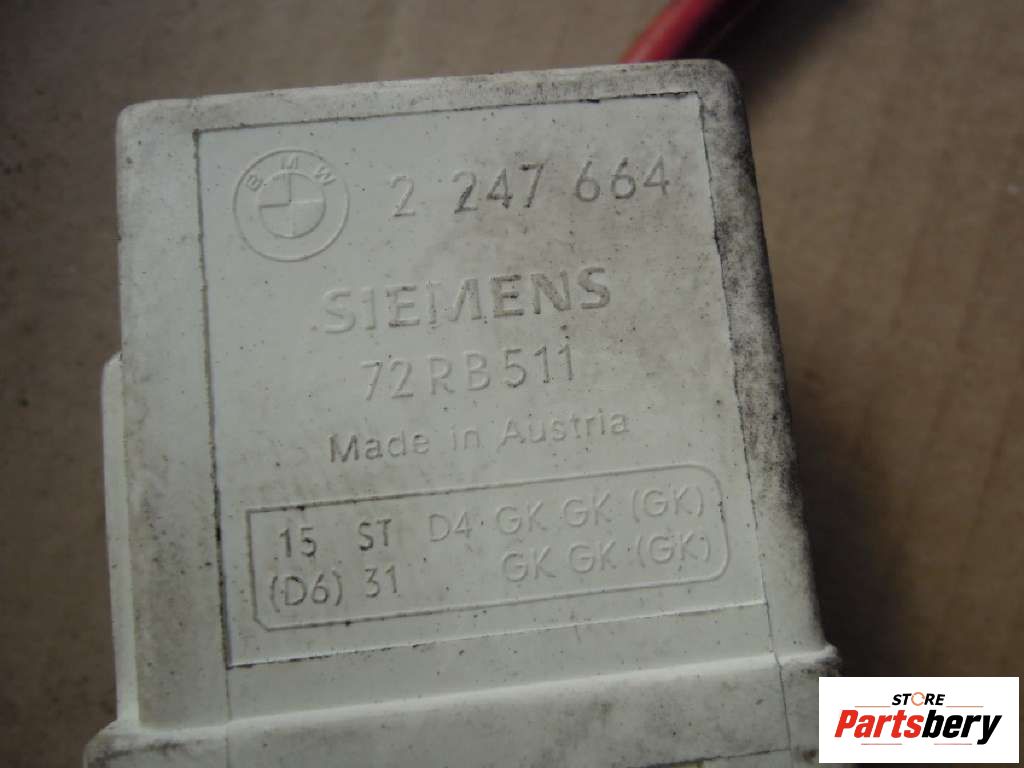 BMW 2 247 664
SIEMENS
72RB511
Made in Austria
15 ST D4 GK GK (GK)
(D6) 31 GK GK (GK)
STORE
Partsbery